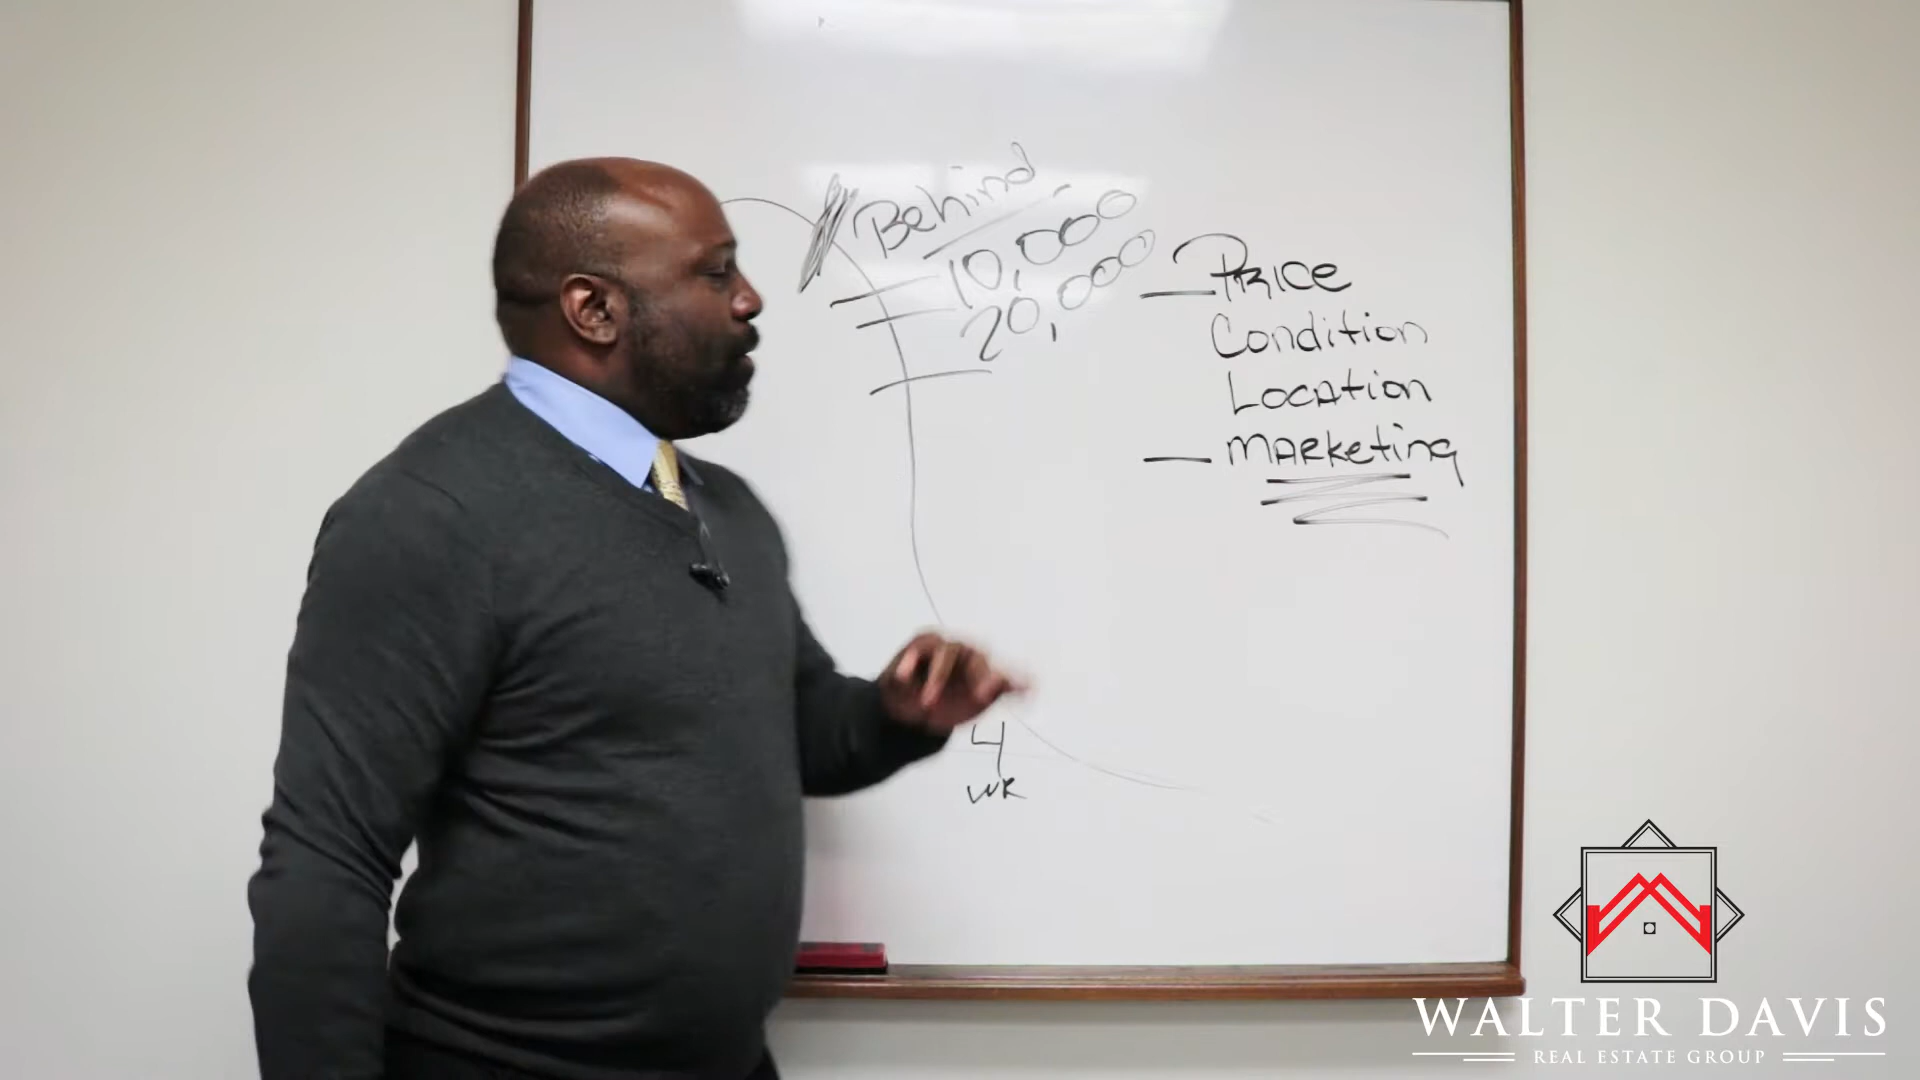 Behind
10,000
20,000
Price
Condition
Location
Marketing
4
WK
WALTER DAVIS
REAL ESTATE GROUP